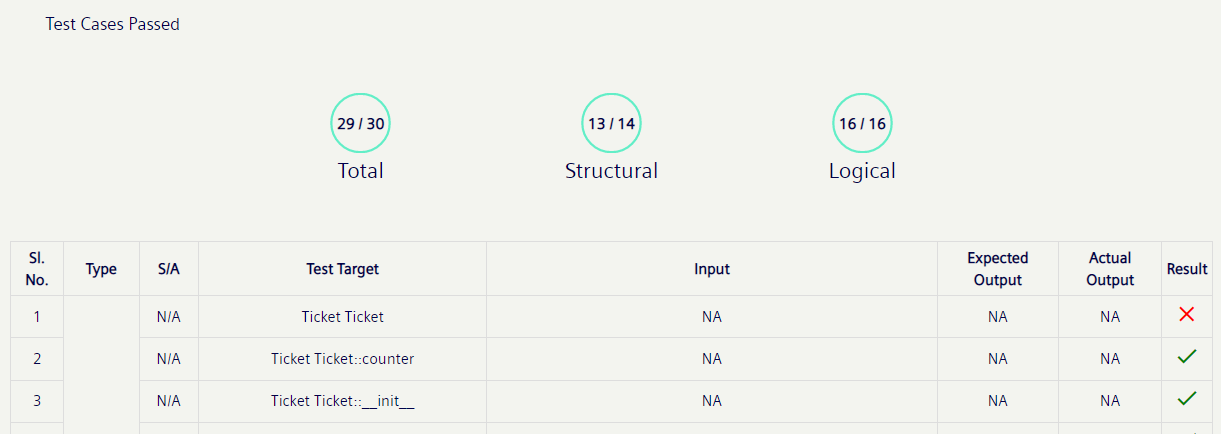 Test Cases Passed
29 / 30 13 / 14 16 / 16
Total Structural Logical
Sl. No. Type S/A Test Target Input Expected Output Actual Output Result
1 N/A Ticket Ticket NA NA NA
2 N/A Ticket Ticket::counter NA NA NA
3 N/A Ticket Ticket::__init__ NA NA NA